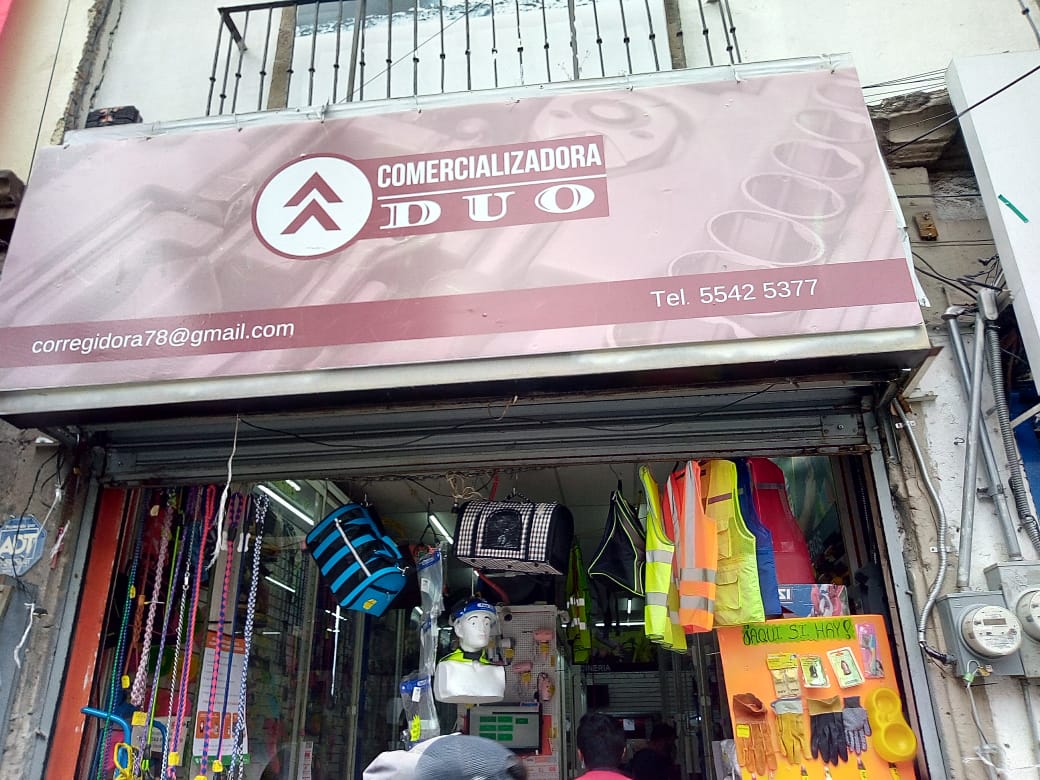 COMERCIALIZADORA
DUO
Tel. 5542 5377
corregidora78@gmail.com
ADT
¡AQUI SI HAY!